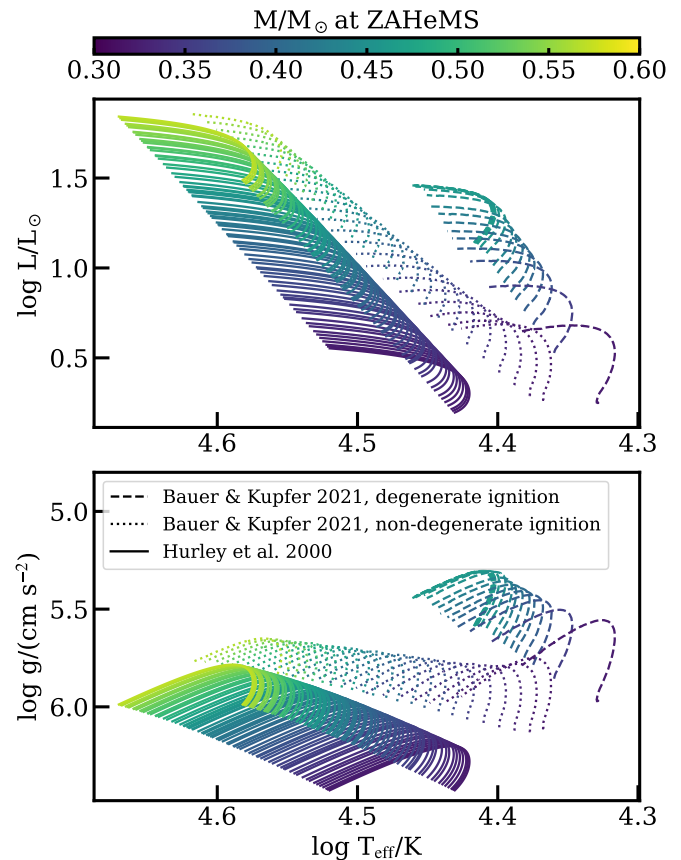 M/M⊙ at ZAHeMS
0.30 0.35 0.40 0.45 0.50 0.55 0.60
log L/L⊙
1.5
1.0
0.5
4.6 4.5 4.4 4.3
log g/(cm s⁻²)
5.0
5.5
6.0
Bauer & Kupfer 2021, degenerate ignition
Bauer & Kupfer 2021, non-degenerate ignition
Hurley et al. 2000
4.6 4.5 4.4 4.3
log Teff/K